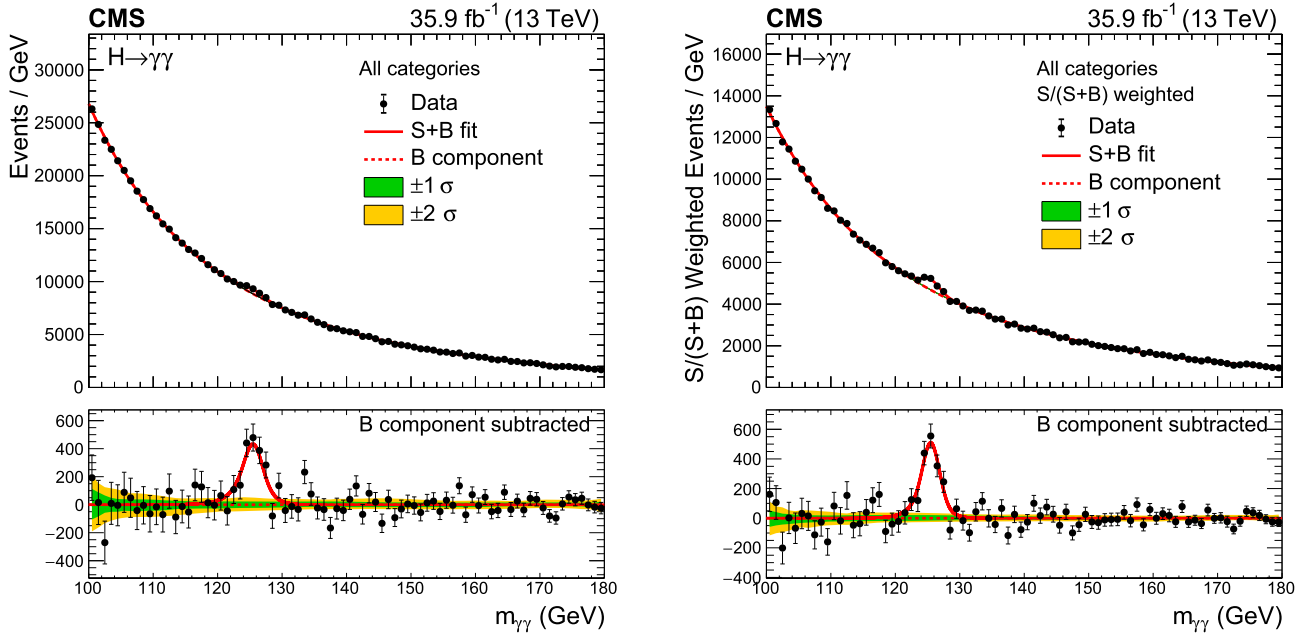 CMS 35.9 fb⁻¹ (13 TeV)
H→γγ
All categories
Data
S+B fit
B component
±1 σ
±2 σ
Events / GeV
30000
25000
20000
15000
10000
5000
0
B component subtracted
600
400
200
0
−200
−400
100 110 120 130 140 150 160 170 180
mγγ (GeV)
CMS 35.9 fb⁻¹ (13 TeV)
H→γγ
All categories
S/(S+B) weighted
Data
S+B fit
B component
±1 σ
±2 σ
S/(S+B) Weighted Events / GeV
16000
14000
12000
10000
8000
6000
4000
2000
0
B component subtracted
600
400
200
0
−200
−400
100 110 120 130 140 150 160 170 180
mγγ (GeV)